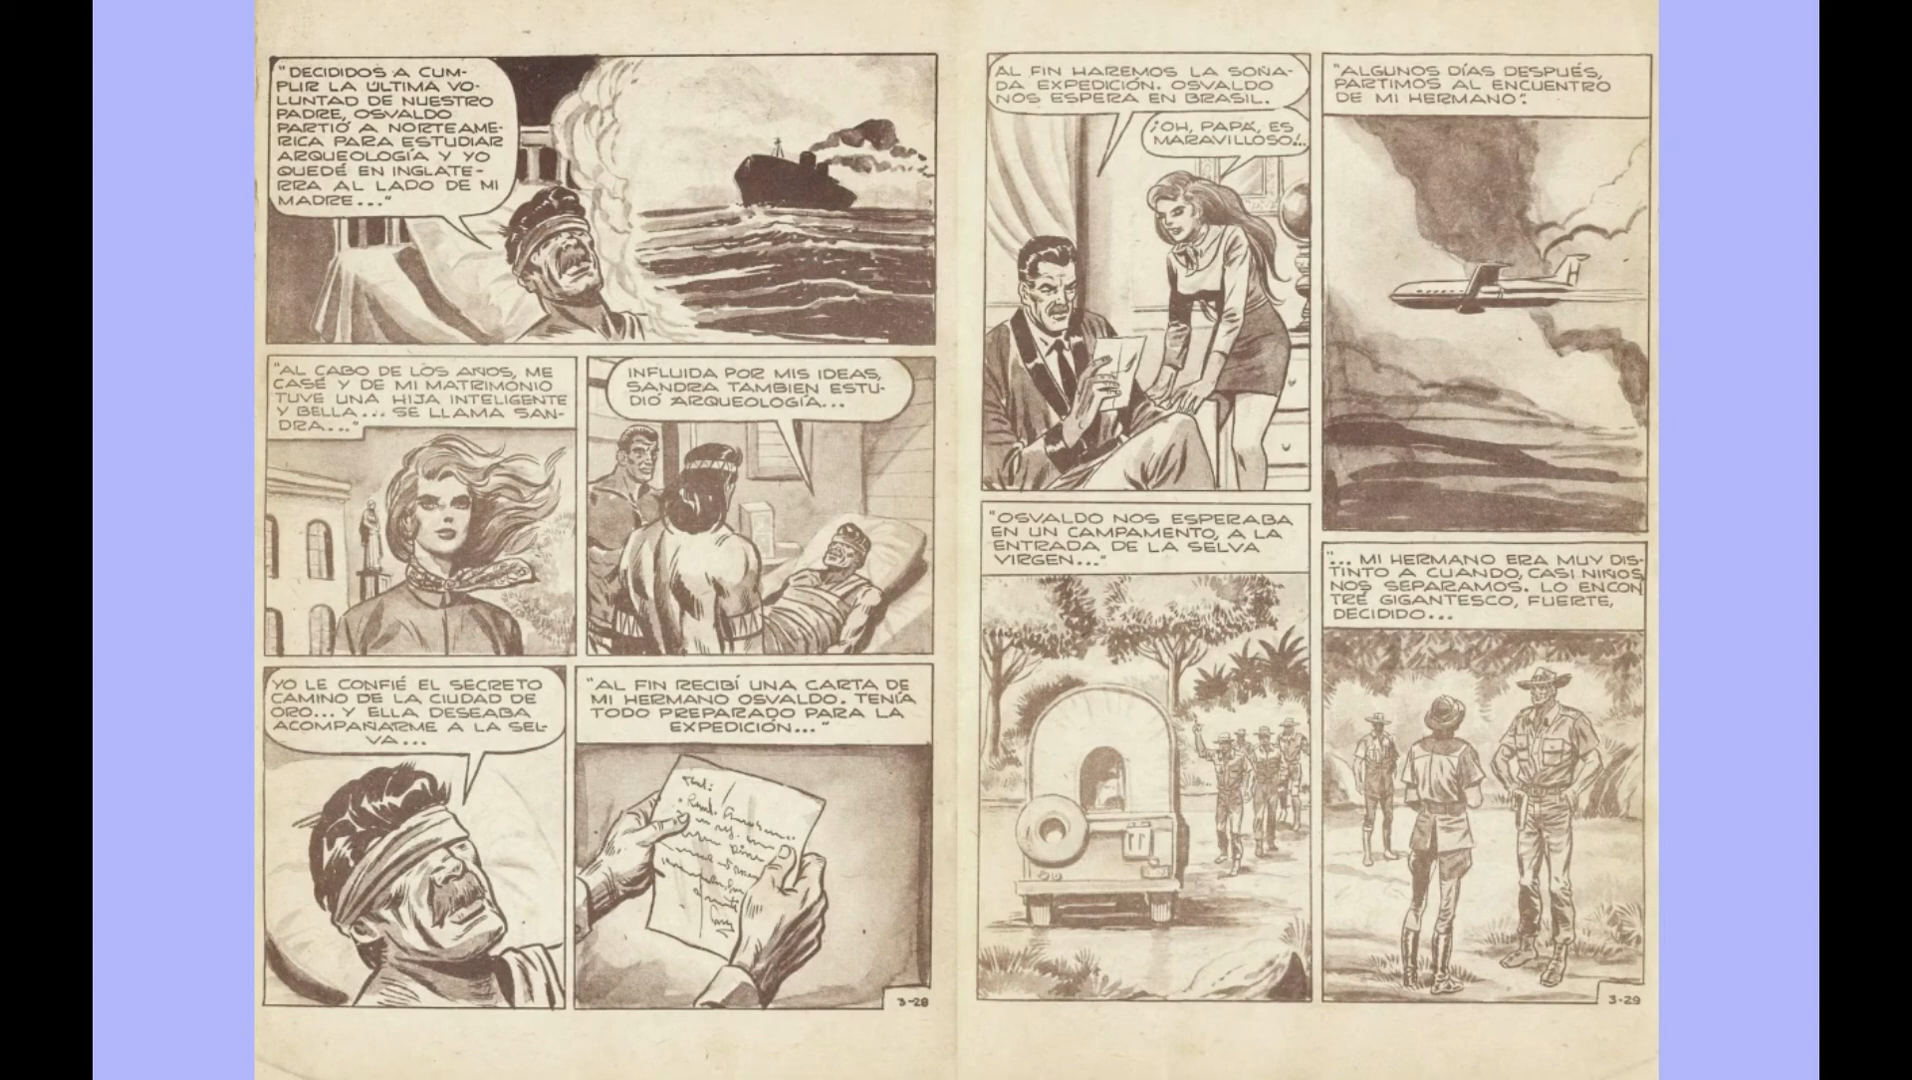 "DECIDIDOS A CUM-
PLIR LA ÚLTIMA VO-
LUNTAD DE NUESTRO
PADRE, OSVALDO
PARTIÓ A NORTEAME-
RICA PARA ESTUDIAR
ARQUEOLOGÍA Y YO
QUEDÉ EN INGLATE-
RRA AL LADO DE MI
MADRE..."
"AL CABO DE LOS AÑOS, ME
CASÉ Y DE MI MATRIMONIO
TUVE UNA HIJA INTELIGENTE
Y BELLA... SE LLAMA SAN-
DRA..."
INFLUIDA POR MIS IDEAS,
SANDRA TAMBIEN ESTU-
DIÓ ARQUEOLOGÍA...
YO LE CONFIÉ EL SECRETO
CAMINO DE LA CIUDAD DE
ORO... Y ELLA DESEABA
ACOMPAÑARME A LA SEL-
VA...
"AL FIN RECIBÍ UNA CARTA DE
MI HERMANO OSVALDO. TENÍA
TODO PREPARADO PARA LA
EXPEDICIÓN..."
3-28
AL FIN HAREMOS LA SOÑA-
DA EXPEDICIÓN. OSVALDO
NOS ESPERA EN BRASIL.
¡OH, PAPÁ, ES
MARAVILLOSO!..
"ALGUNOS DÍAS DESPUÉS,
PARTIMOS AL ENCUENTRO
DE MI HERMANO".
"OSVALDO NOS ESPERABA
EN UN CAMPAMENTO, A LA
ENTRADA DE LA SELVA
VIRGEN..."
"... MI HERMANO ERA MUY DIS-
TINTO A CUANDO, CASI NIÑOS,
NOS SEPARAMOS. LO ENCON
TRÉ GIGANTESCO, FUERTE,
DECIDIDO...
3-29